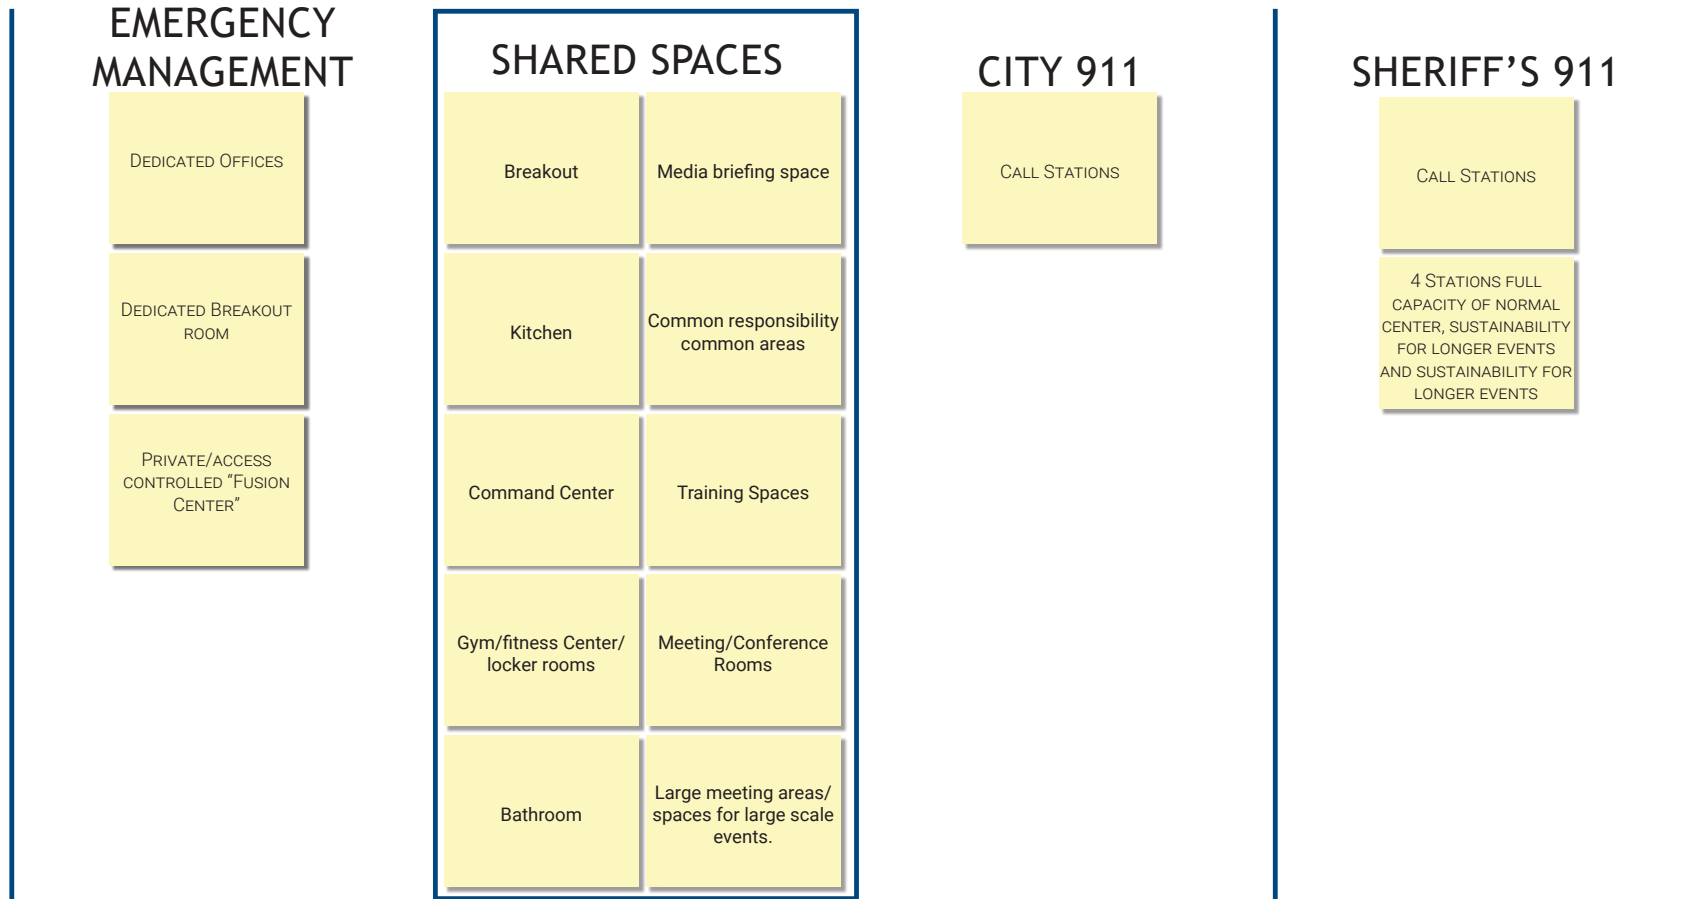 EMERGENCY
MANAGEMENT
Dedicated Offices
Dedicated Breakout
room
Private/access
controlled “Fusion
Center”
SHARED SPACES
Breakout
Media briefing space
Kitchen
Common responsibility
common areas
Command Center
Training Spaces
Gym/fitness Center/
locker rooms
Meeting/Conference
Rooms
Bathroom
Large meeting areas/
spaces for large scale
events.
CITY 911
Call Stations
SHERIFF’S 911
Call Stations
4 Stations full
capacity of normal
center, sustainability
for longer events
and sustainability for
longer events